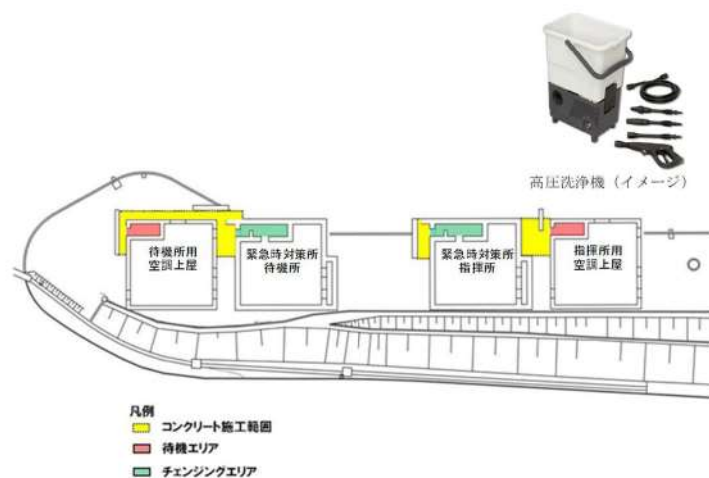 高圧洗浄機（イメージ）
待機所用
空調上屋
緊急時対策所
待機所
緊急時対策所
指揮所
指揮所用
空調上屋
凡例
コンクリート施工範囲
待機エリア
チェンジングエリア